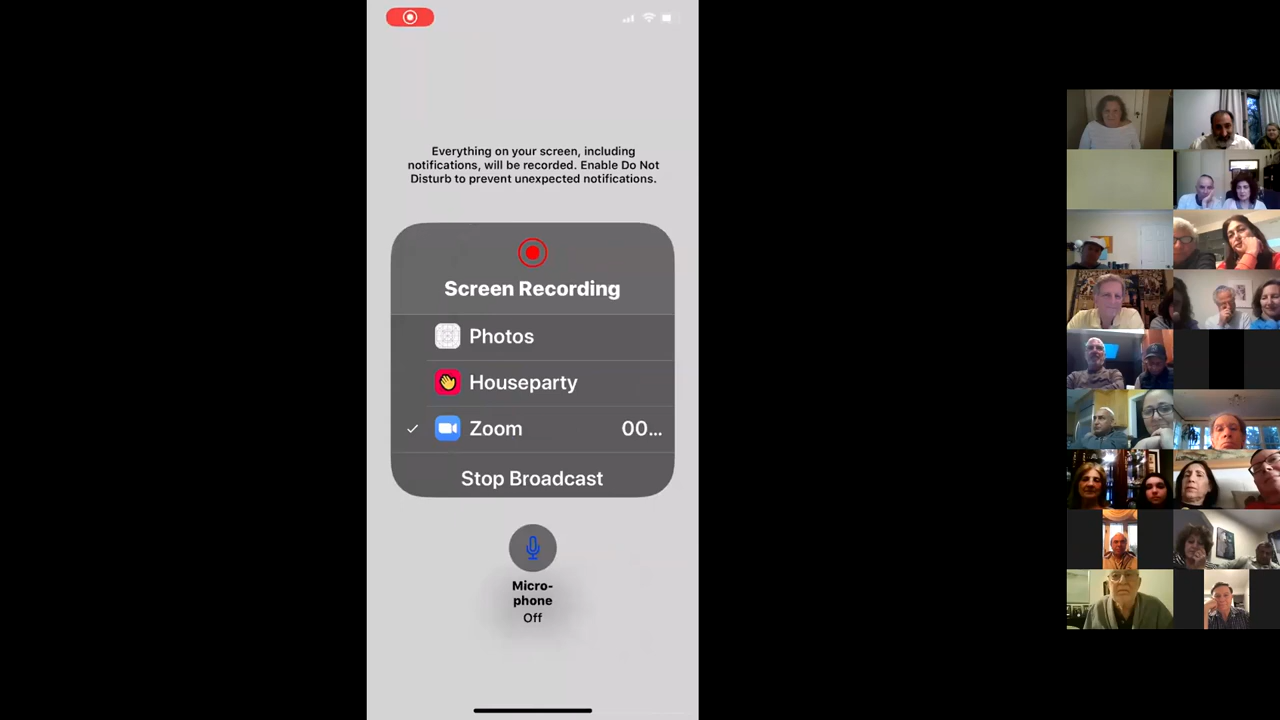 Everything on your screen, including
notifications, will be recorded. Enable Do Not
Disturb to prevent unexpected notifications.
Screen Recording
Photos
Houseparty
Zoom 00...
Stop Broadcast
Micro-
phone
Off